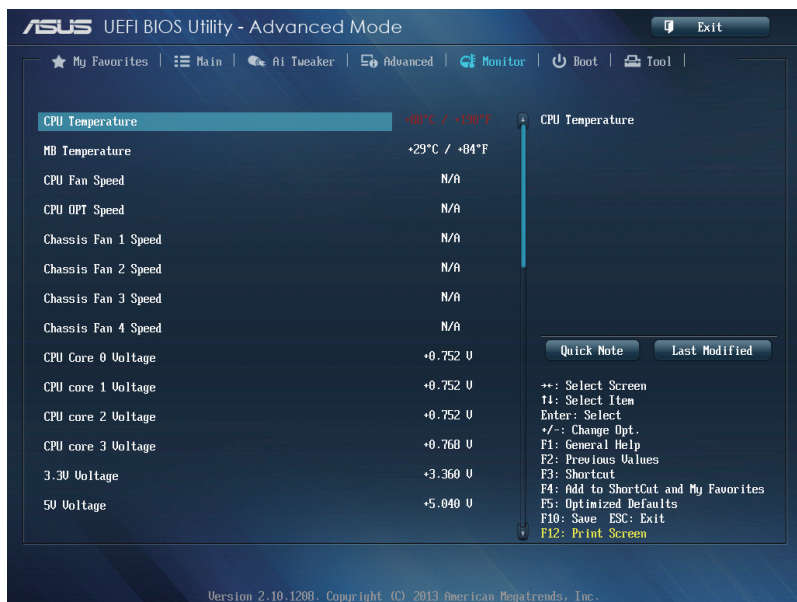 ASUS UEFI BIOS Utility - Advanced Mode
Exit
My Favorites | Main | Ai Tweaker | Advanced | Monitor | Boot | Tool |
CPU Temperature
CPU Temperature
MB Temperature +29°C / +84°F
CPU Fan Speed N/A
CPU OPT Speed N/A
Chassis Fan 1 Speed N/A
Chassis Fan 2 Speed N/A
Chassis Fan 3 Speed N/A
Chassis Fan 4 Speed N/A
CPU Core 0 Voltage +0.752 V
CPU core 1 Voltage +0.752 V
CPU core 2 Voltage +0.752 V
CPU core 3 Voltage +0.768 V
3.3V Voltage +3.360 V
5V Voltage +5.040 V
Quick Note
Last Modified
→←: Select Screen
↑↓: Select Item
Enter: Select
+/-: Change Opt.
F1: General Help
F2: Previous Values
F3: Shortcut
F4: Add to ShortCut and My Favorites
F5: Optimized Defaults
F10: Save ESC: Exit
F12: Print Screen
Version 2.10.1208. Copyright (C) 2013 American Megatrends, Inc.